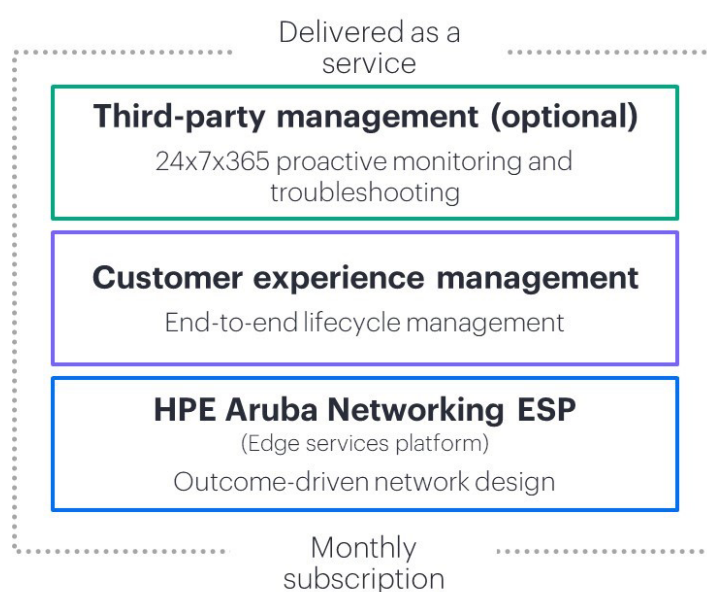 Delivered as a
service
Third-party management (optional)
24x7x365 proactive monitoring and
troubleshooting
Customer experience management
End-to-end lifecycle management
HPE Aruba Networking ESP
(Edge services platform)
Outcome-driven network design
Monthly
subscription